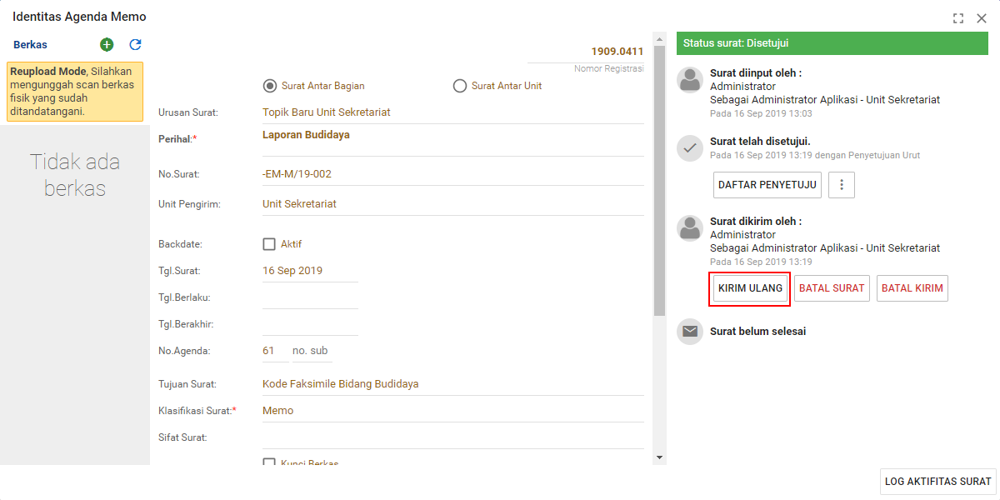 Identitas Agenda Memo
Berkas
Reupload Mode, Silahkan
mengunggah scan berkas
fisik yang sudah
ditandatangani.
Tidak ada
berkas
1909.0411
Nomor Registrasi
Surat Antar Bagian
Surat Antar Unit
Urusan Surat:
Topik Baru Unit Sekretariat
Perihal:*
Laporan Budidaya
No.Surat:
-EM-M/19-002
Unit Pengirim:
Unit Sekretariat
Backdate:
Aktif
Tgl.Surat:
16 Sep 2019
Tgl.Berlaku:
Tgl.Berakhir:
No.Agenda:
61
no. sub
Tujuan Surat:
Kode Faksimile Bidang Budidaya
Klasifikasi Surat:*
Memo
Sifat Surat:
Kunci Berkas
Status surat: Disetujui
Surat diinput oleh :
Administrator
Sebagai Administrator Aplikasi - Unit Sekretariat
Pada 16 Sep 2019 13:03
Surat telah disetujui.
Pada 16 Sep 2019 13:19 dengan Penyetujuan Urut
DAFTAR PENYETUJU
Surat dikirim oleh :
Administrator
Sebagai Administrator Aplikasi - Unit Sekretariat
Pada 16 Sep 2019 13:19
KIRIM ULANG
BATAL SURAT
BATAL KIRIM
Surat belum selesai
LOG AKTIFITAS SURAT